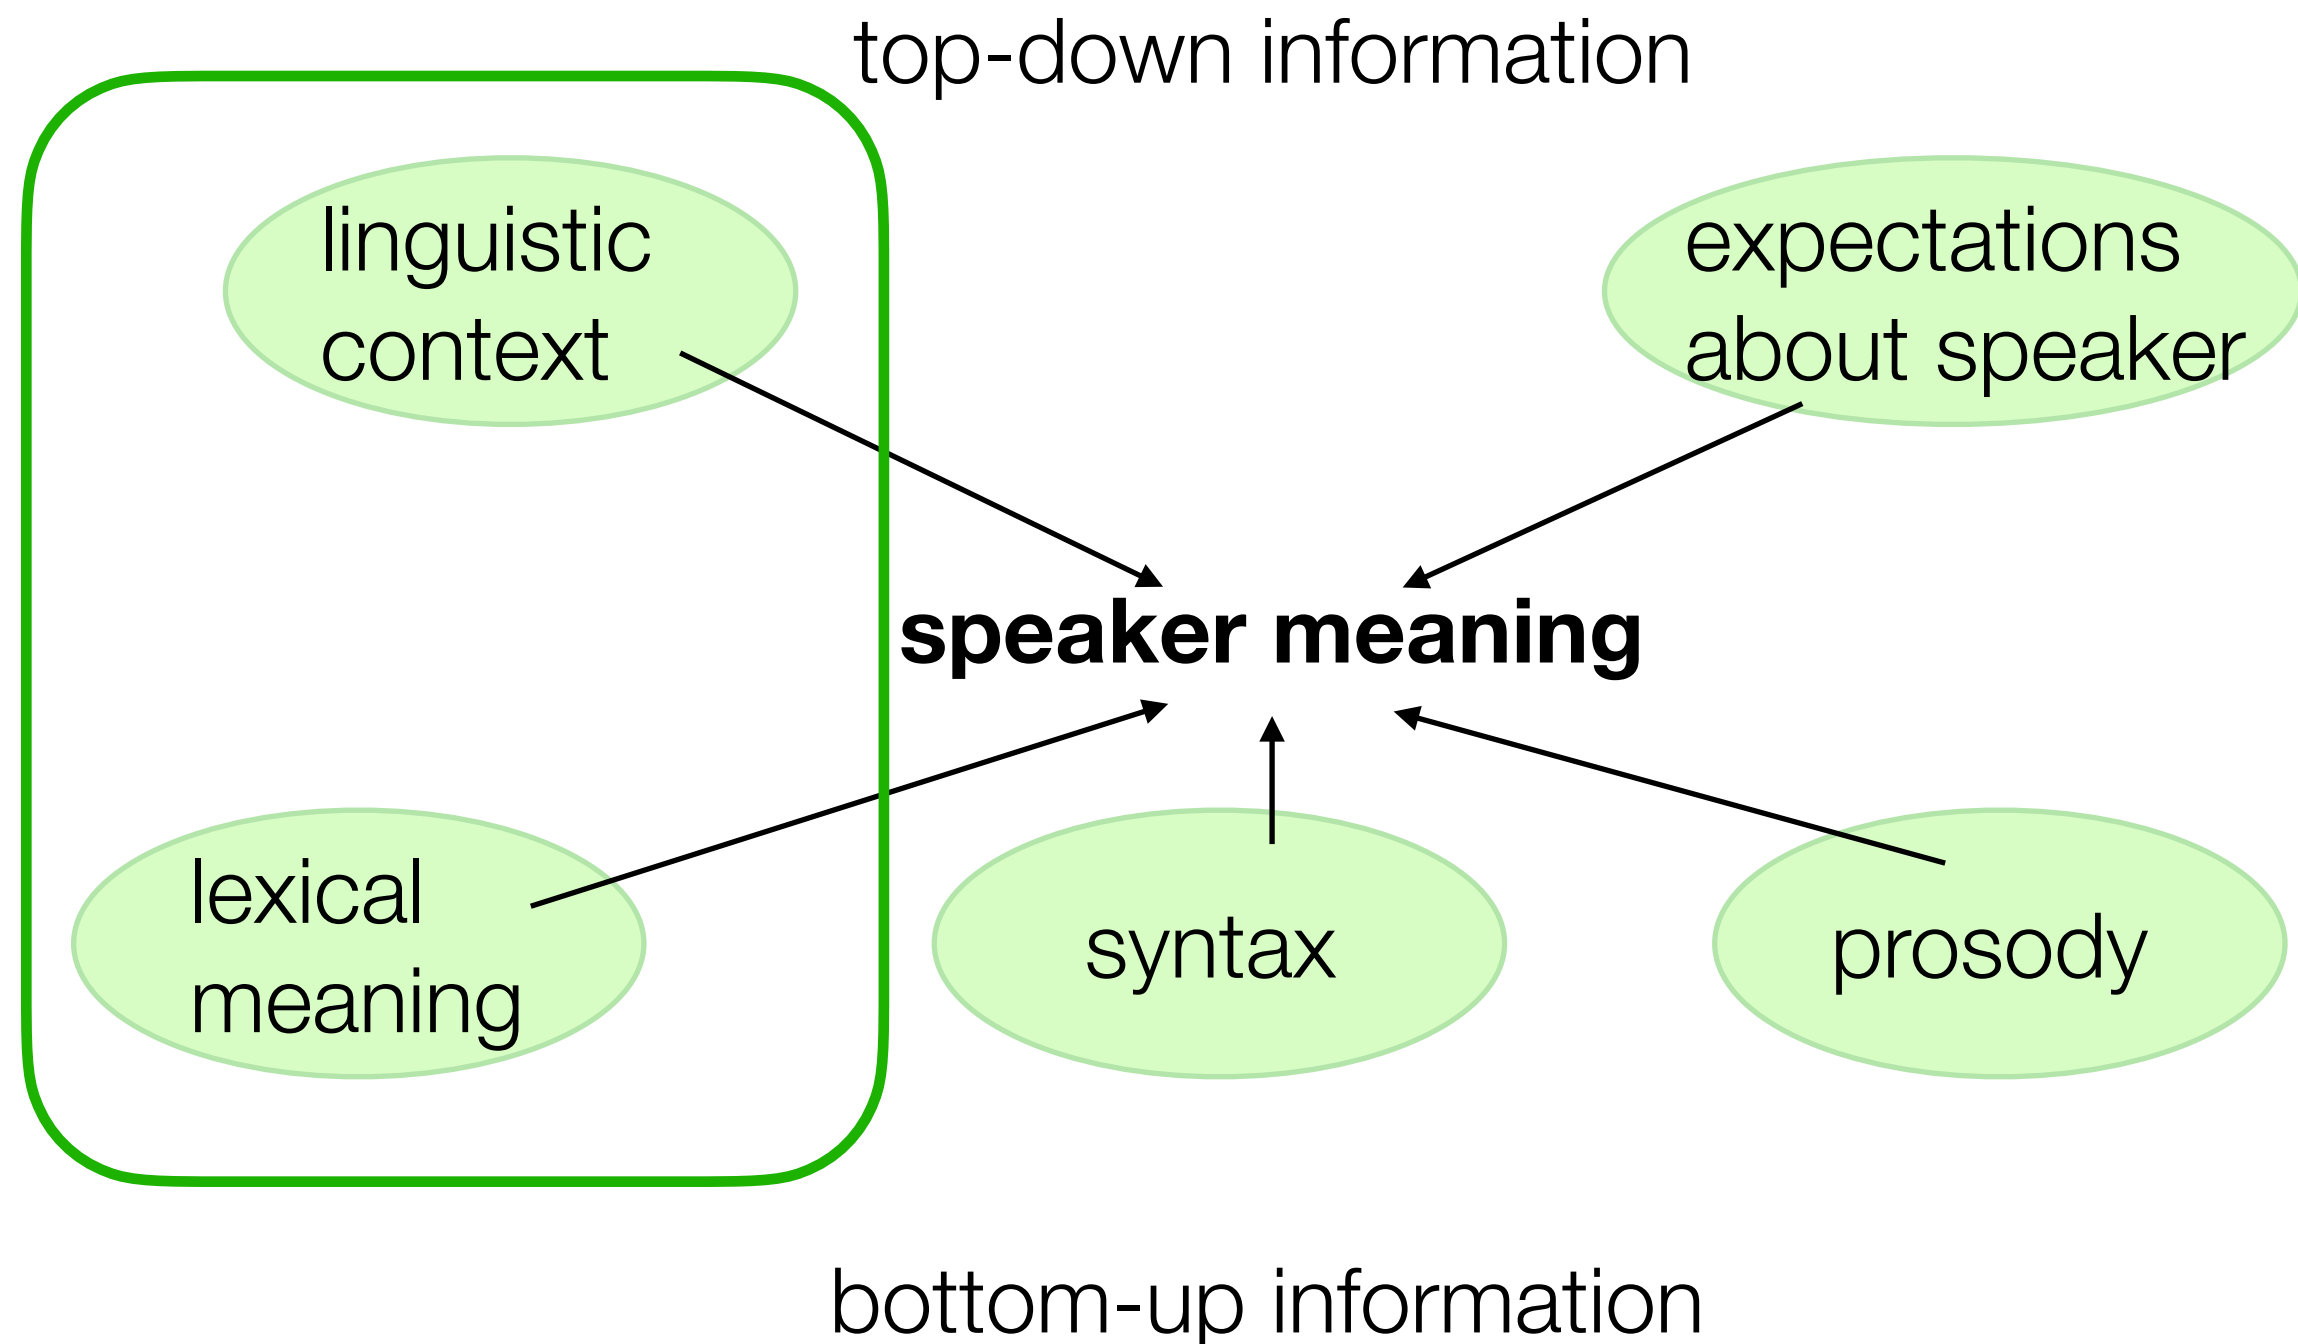 top-down information
linguistic
context
expectations
about speaker
speaker meaning
lexical
meaning
syntax
prosody
bottom-up information